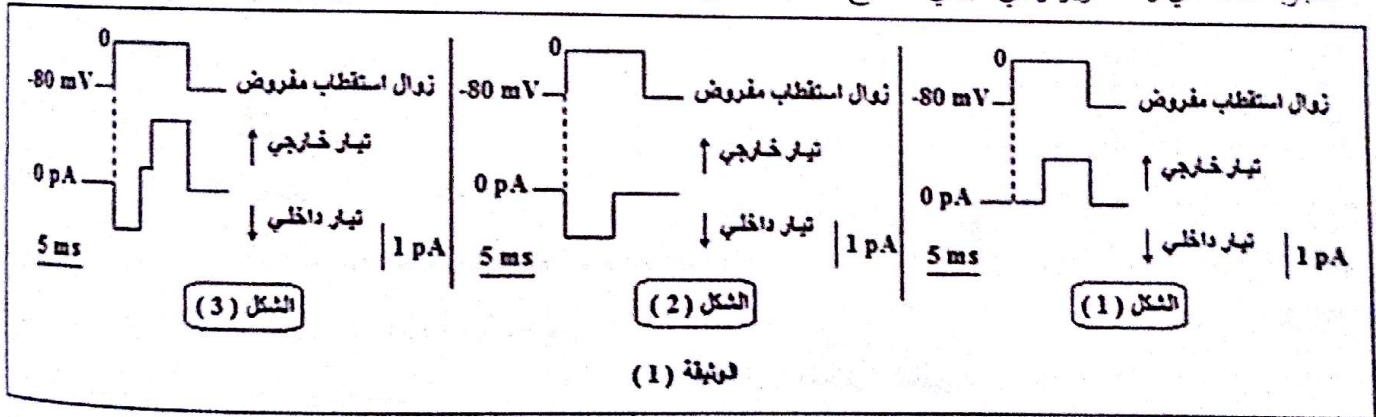 0
-80 mV
زوال استقطاب مفروض
تيار خارجي
0 pA
تيار داخلي
1 pA
5 ms
الشكل (1)
0
-80 mV
زوال استقطاب مفروض
تيار خارجي
0 pA
تيار داخلي
1 pA
5 ms
الشكل (2)
0
-80 mV
زوال استقطاب مفروض
تيار خارجي
0 pA
تيار داخلي
1 pA
5 ms
الشكل (3)
الوثيقة (1)